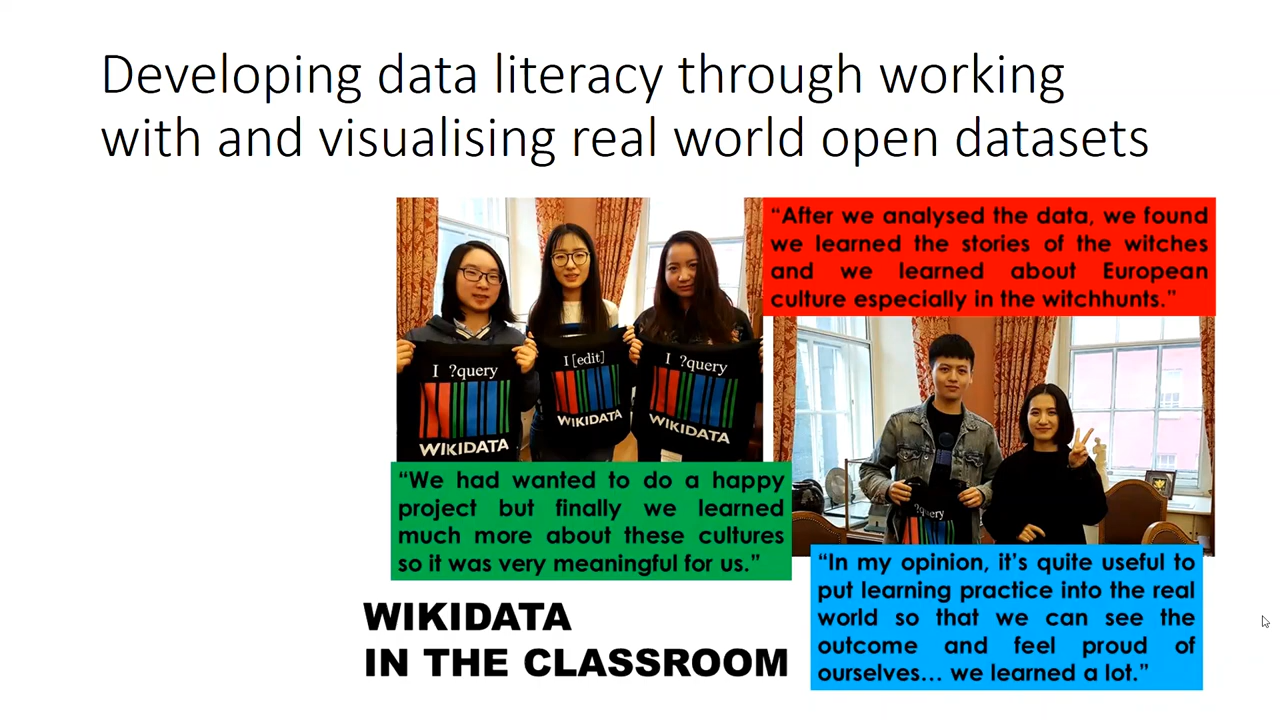 Developing data literacy through working
with and visualising real world open datasets
“After we analysed the data, we found
we learned the stories of the witches
and we learned about European
culture especially in the witchhunts.”
I ?query
WIKIDATA
I [edit]
WIKIDATA
I ?query
WIKIDATA
?query
“We had wanted to do a happy
project but finally we learned
much more about these cultures
so it was very meaningful for us.”
“In my opinion, it’s quite useful to
put learning practice into the real
world so that we can see the
outcome and feel proud of
ourselves… we learned a lot.”
WIKIDATA
IN THE CLASSROOM